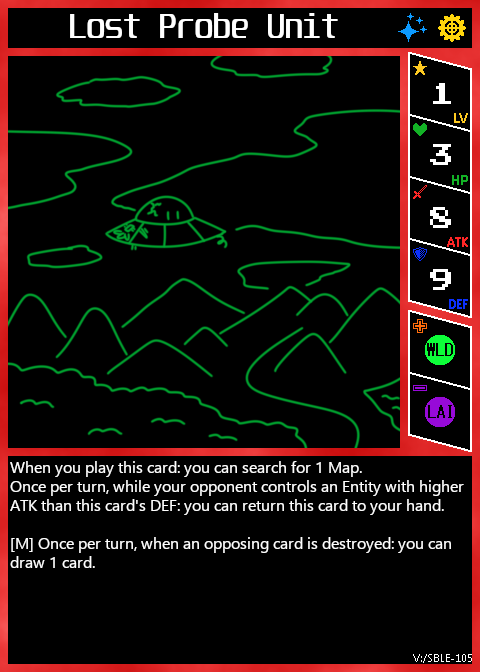 Lost Probe Unit
1
LV
3
HP
8
ATK
9
DEF
WLD
LAI
When you play this card: you can search for 1 Map.
Once per turn, while your opponent controls an Entity with higher
ATK than this card's DEF: you can return this card to your hand.
[M] Once per turn, when an opposing card is destroyed: you can
draw 1 card.
V:/SBLE-105